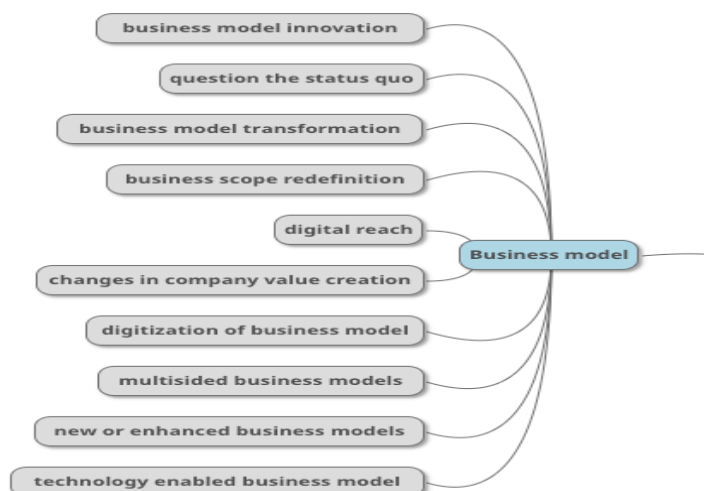 business model innovation
question the status quo
business model transformation
business scope redefinition
digital reach
Business model
changes in company value creation
digitization of business model
multisided business models
new or enhanced business models
technology enabled business model